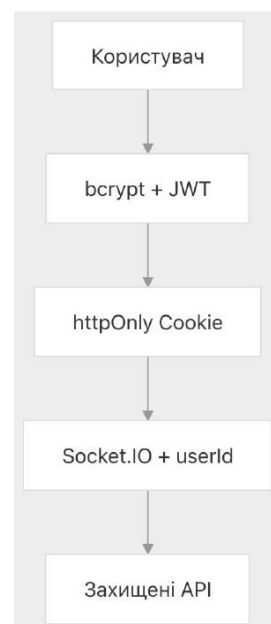 Користувач
bcrypt + JWT
httpOnly Cookie
Socket.IO + userId
Захищені API